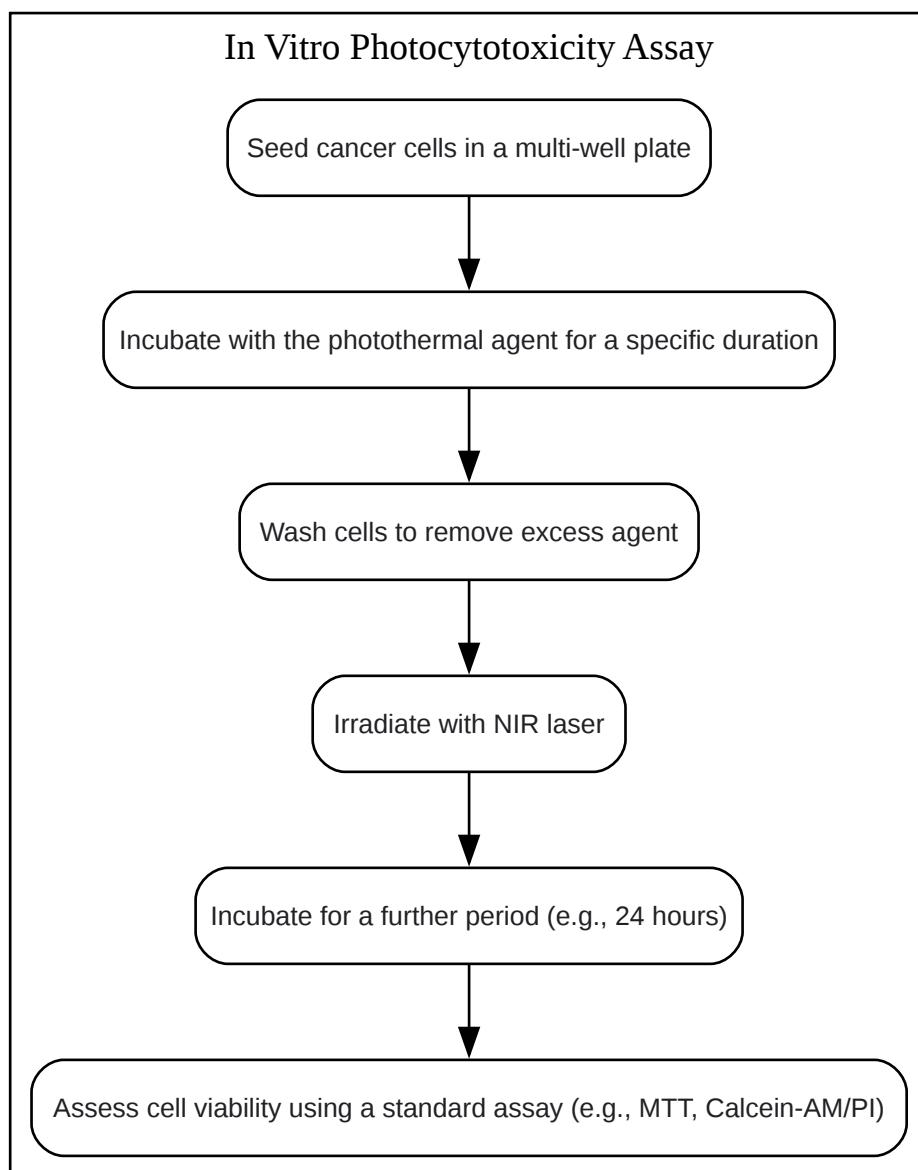 In Vitro Photocytotoxicity Assay
Seed cancer cells in a multi-well plate
Incubate with the photothermal agent for a specific duration
Wash cells to remove excess agent
Irradiate with NIR laser
Incubate for a further period (e.g., 24 hours)
Assess cell viability using a standard assay (e.g., MTT, Calcein-AM/PI)